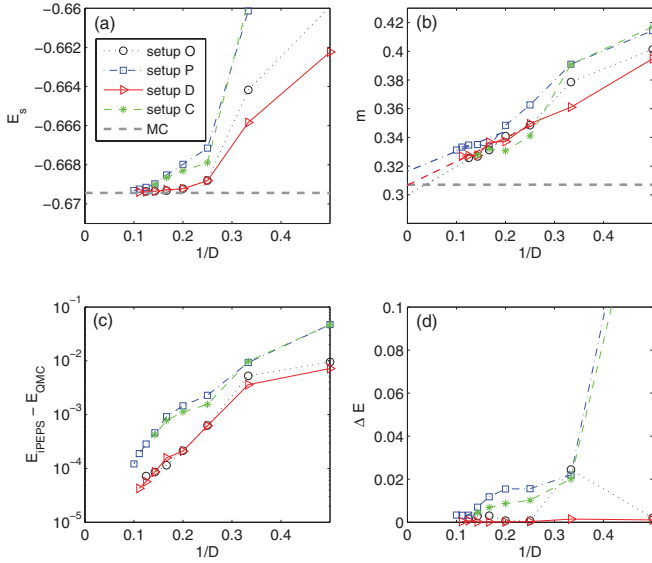 (a)
−0.66
−0.662
−0.664
−0.666
−0.668
−0.67
E_s
setup O
setup P
setup D
setup C
MC
0 0.1 0.2 0.3 0.4
1/D
(b)
0.42
0.4
0.38
0.36
0.34
0.32
0.3
m
0 0.1 0.2 0.3 0.4
1/D
(c)
10^−1
10^−2
10^−3
10^−4
10^−5
E_iPEPS − E_QMC
0 0.1 0.2 0.3 0.4
1/D
(d)
0.1
0.08
0.06
0.04
0.02
0
Δ E
0 0.1 0.2 0.3 0.4
1/D